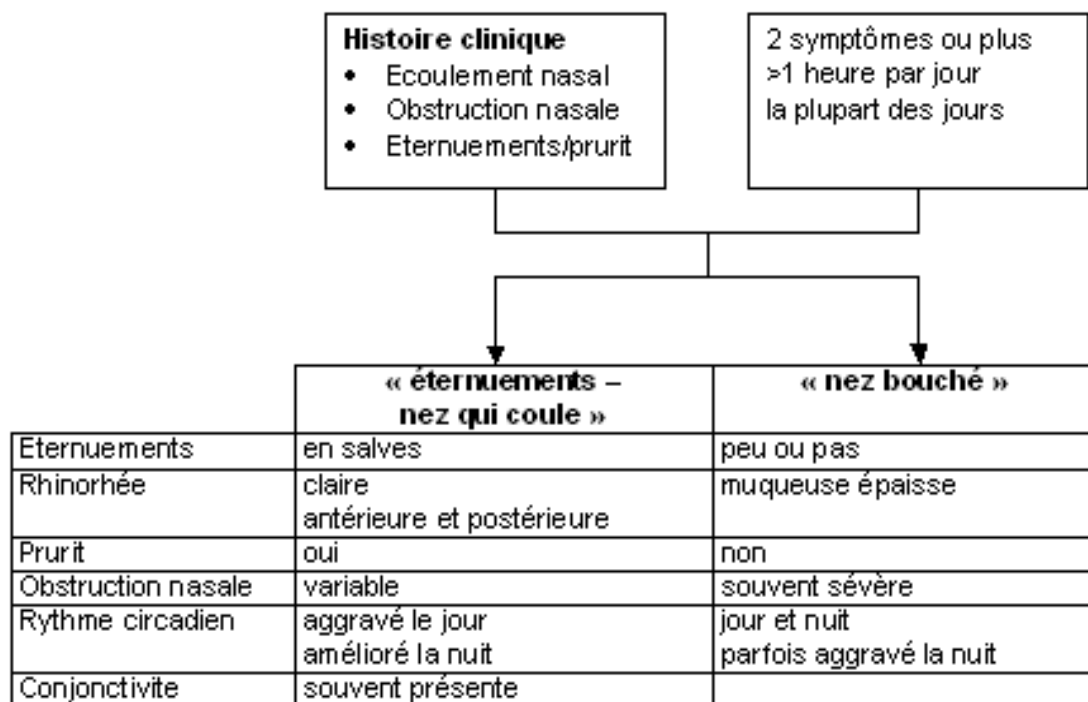 Histoire clinique
• Ecoulement nasal
• Obstruction nasale
• Eternuements/prurit
2 symptômes ou plus
>1 heure par jour
la plupart des jours
« éternuements –
nez qui coule »
« nez bouché »
Eternuements en salves peu ou pas
Rhinorhée claire muqueuse épaisse
antérieure et postérieure
Prurit oui non
Obstruction nasale variable souvent sévère
Rythme circadien aggravé le jour jour et nuit
amélioré la nuit parfois aggravé la nuit
Conjonctivite souvent présente